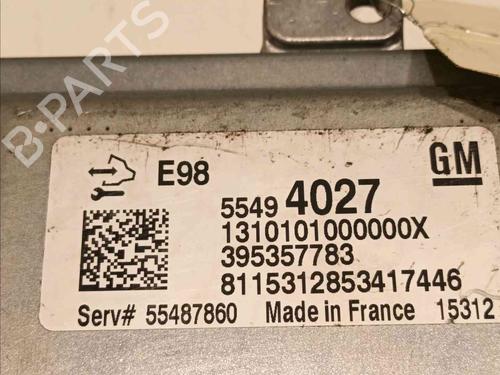 B-PARTS
E98
GM
5549 4027
1310101000000X
395357783
8115312853417446
Serv# 55487860 Made in France 15312